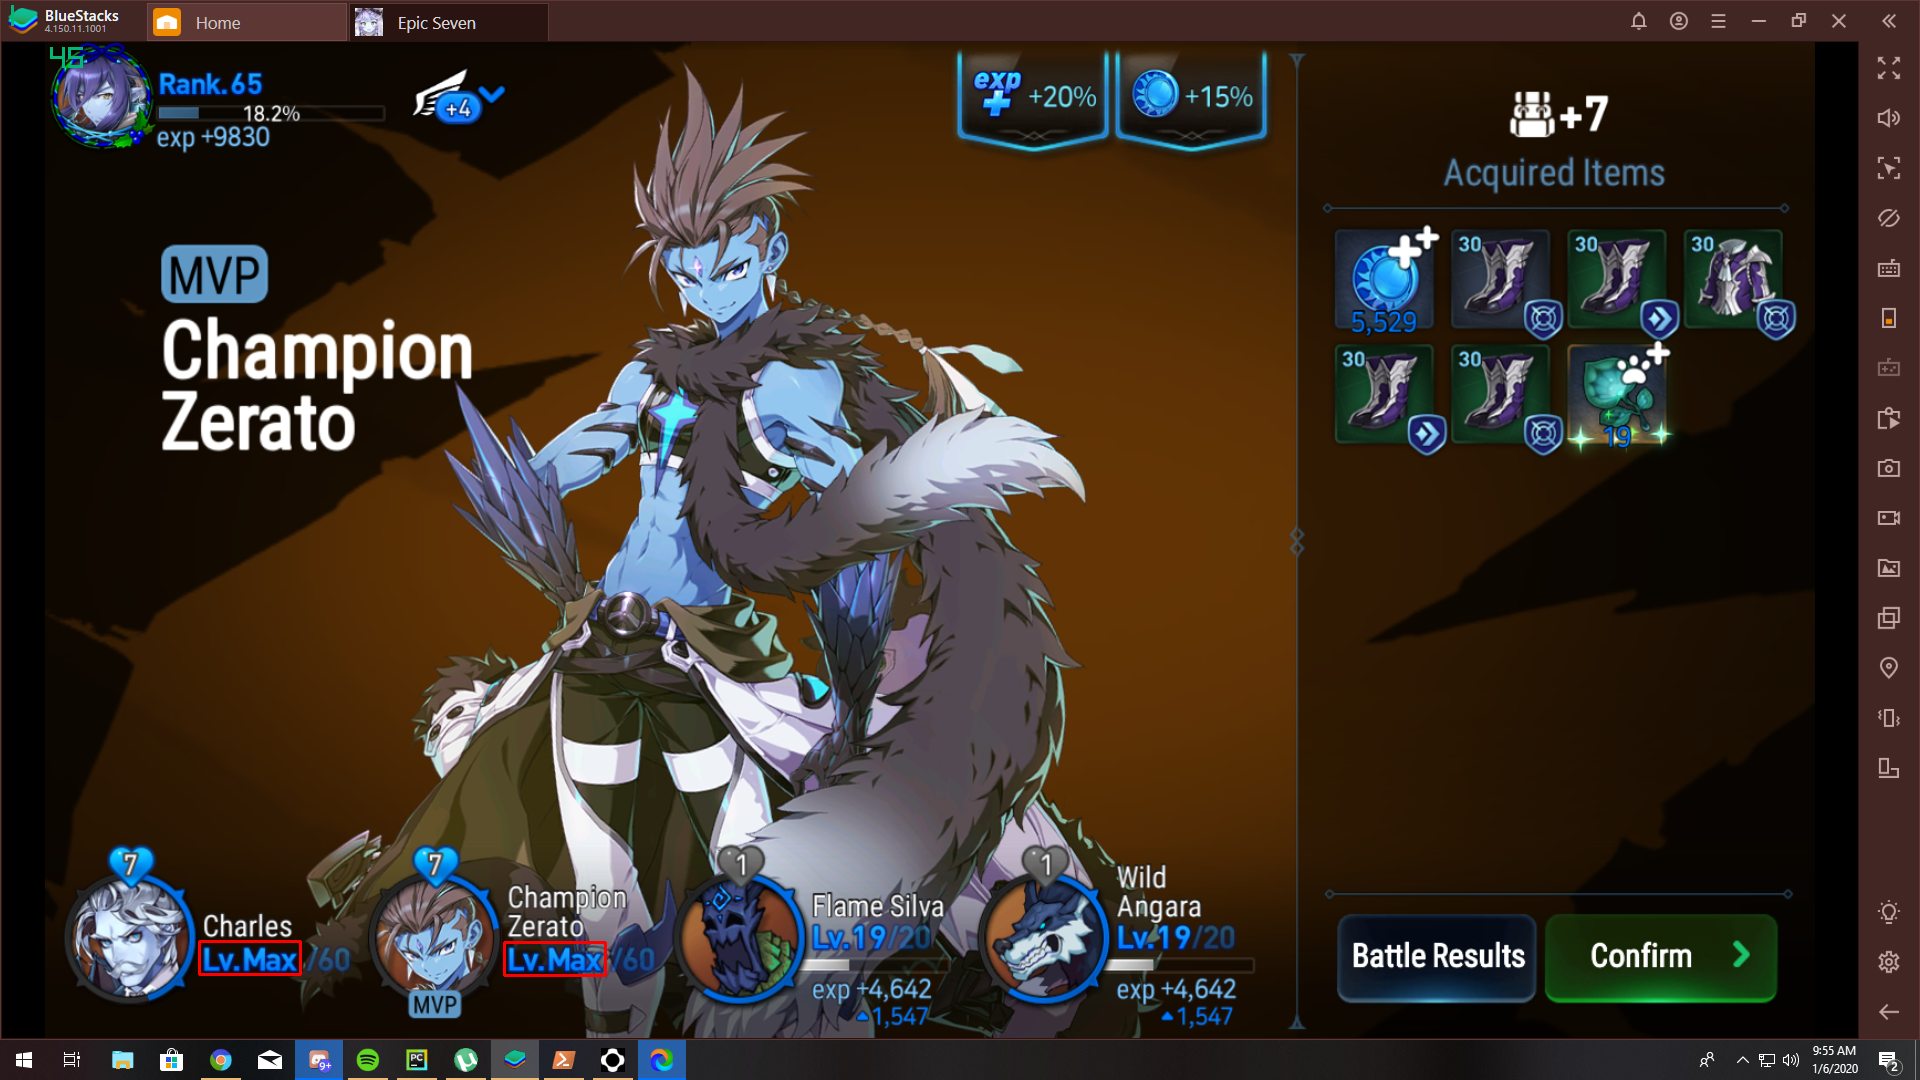 BlueStacks
4.150.11.1001
Home
Epic Seven
45
Rank.65
18.2%
exp +9830
+4
exp
+20%
+15%
+7
Acquired Items
MVP
Champion
Zerato
5,529
30
30
30
30
30
19
7
Charles
Lv.Max/60
7
Champion
Zerato
Lv.Max/60
MVP
1
Flame Silva
Lv.19/20
exp +4,642
1,547
1
Wild
Angara
Lv.19/20
exp +4,642
1,547
Battle Results
Confirm
9+
PC
9:55 AM
1/6/2020
2